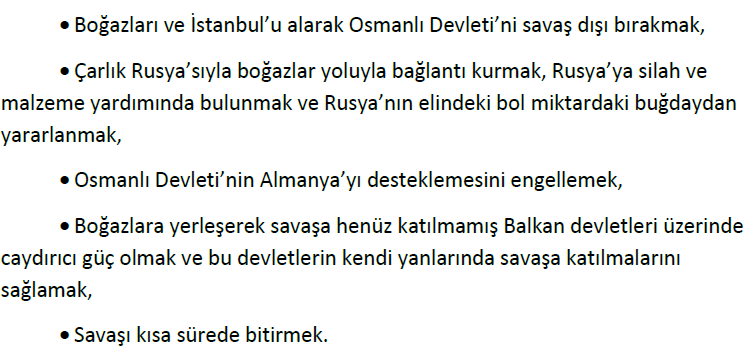 • Boğazları ve İstanbul’u alarak Osmanlı Devleti’ni savaş dışı bırakmak,
• Çarlık Rusya’sıyla boğazlar yoluyla bağlantı kurmak, Rusya’ya silah ve
malzeme yardımında bulunmak ve Rusya’nın elindeki bol miktardaki buğdaydan
yararlanmak,
• Osmanlı Devleti’nin Almanya’yı desteklemesini engellemek,
• Boğazlara yerleşerek savaşa henüz katılmamış Balkan devletleri üzerinde
caydırıcı güç olmak ve bu devletlerin kendi yanlarında savaşa katılmalarını
sağlamak,
• Savaşı kısa sürede bitirmek.